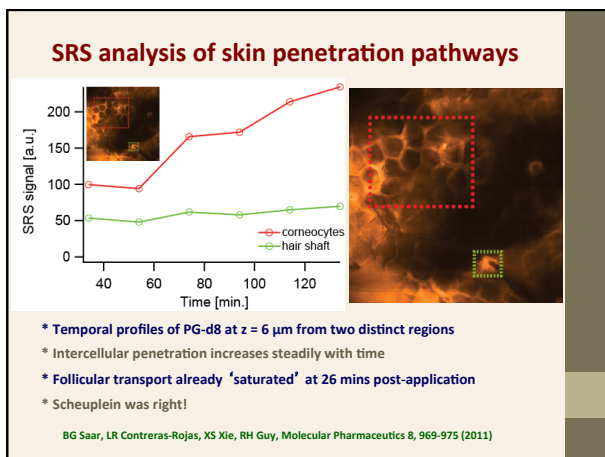 SRS analysis of skin penetration pathways
SRS signal [a.u.]
200
150
100
50
0
corneocytes
hair shaft
40 60 80 100 120
Time [min.]
* Temporal profiles of PG-d8 at z = 6 μm from two distinct regions
* Intercellular penetration increases steadily with time
* Follicular transport already ‘saturated’ at 26 mins post-application
* Scheuplein was right!
BG Saar, LR Contreras-Rojas, XS Xie, RH Guy, Molecular Pharmaceutics 8, 969-975 (2011)